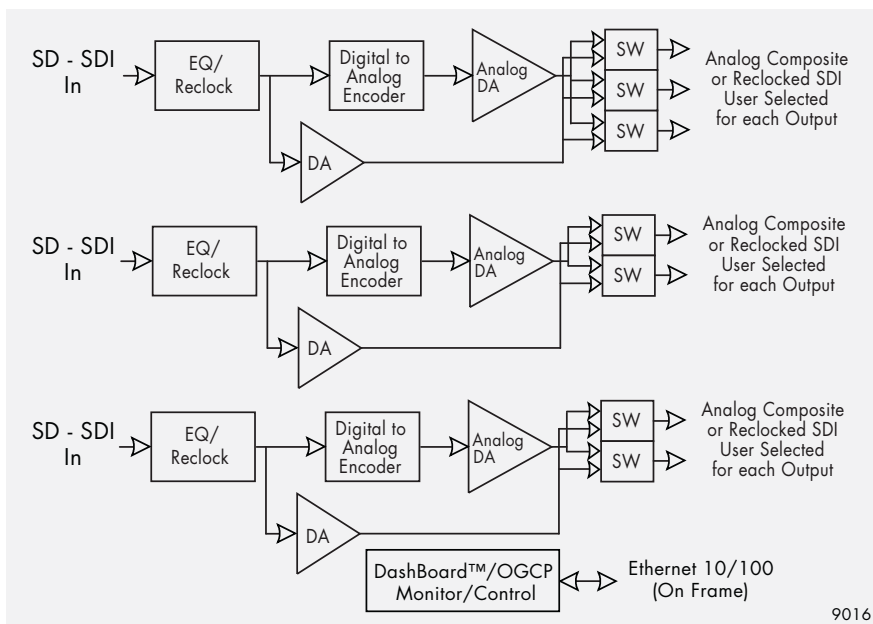 SD - SDI
In
EQ/
Reclock
Digital to
Analog
Encoder
Analog
DA
DA
SW
SW
SW
Analog Composite
or Reclocked SDI
User Selected
for each Output
SD - SDI
In
EQ/
Reclock
Digital to
Analog
Encoder
Analog
DA
DA
SW
SW
Analog Composite
or Reclocked SDI
User Selected
for each Output
SD - SDI
In
EQ/
Reclock
Digital to
Analog
Encoder
Analog
DA
DA
SW
SW
Analog Composite
or Reclocked SDI
User Selected
for each Output
DashBoard™/OGCP
Monitor/Control
Ethernet 10/100
(On Frame)
9016